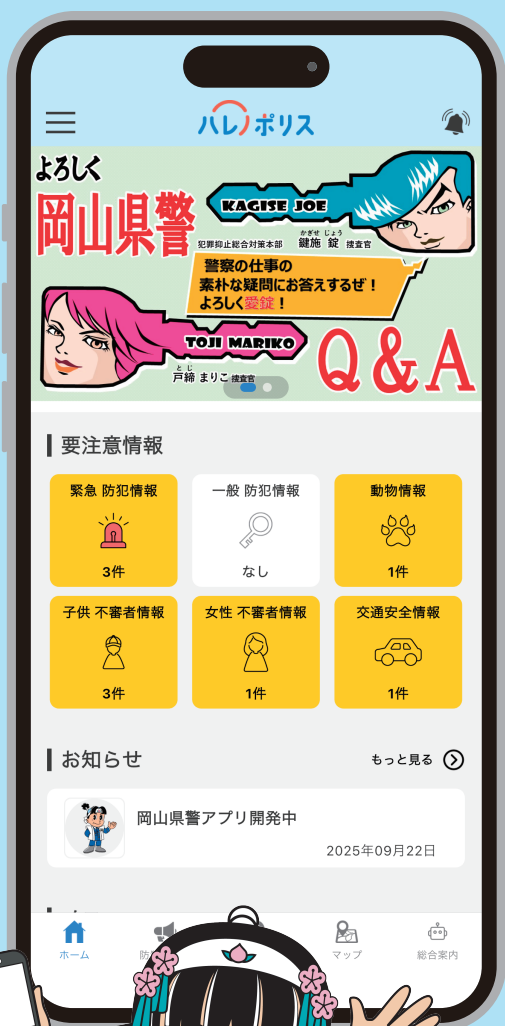 ハレノポリス
よろしく
岡山県警
KAGISE JOE
かぎせ じょう
犯罪抑止総合対策本部 鍵施 錠 捜査官
警察の仕事の
素朴な疑問にお答えするぜ！
よろしく愛錠！
TOJI MARIKO
とじ
戸締 まりこ 捜査官
Q&A
要注意情報
緊急 防犯情報
3件
一般 防犯情報
なし
動物情報
1件
子供 不審者情報
3件
女性 不審者情報
1件
交通安全情報
1件
お知らせ
もっと見る
岡山県警アプリ開発中
2025年09月22日
ホーム
防
マップ
総合案内